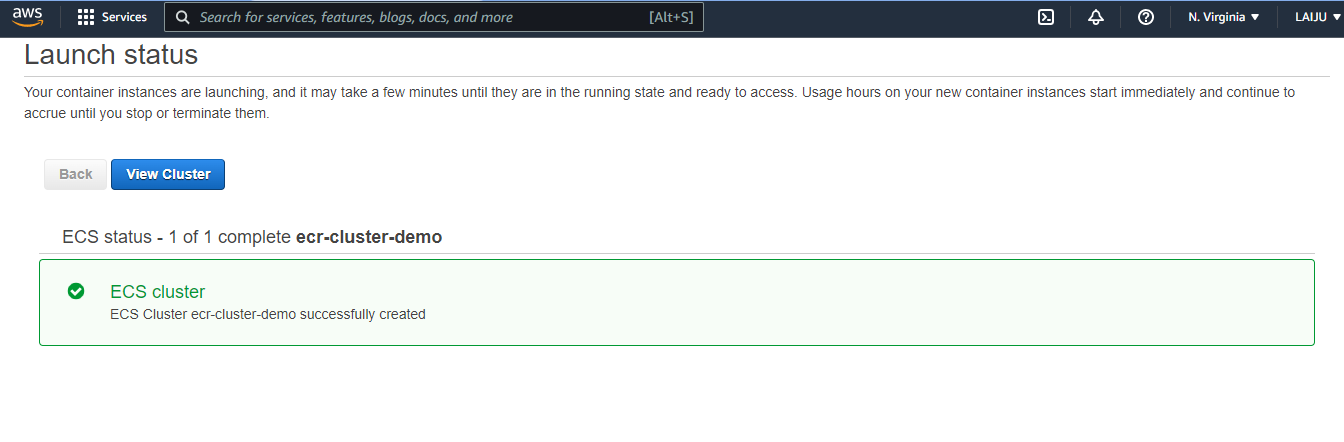 aws Services Search for services, features, blogs, docs, and more [Alt+S] N. Virginia LAIJU
Launch status
Your container instances are launching, and it may take a few minutes until they are in the running state and ready to access. Usage hours on your new container instances start immediately and continue to
accrue until you stop or terminate them.
Back View Cluster
ECS status - 1 of 1 complete ecr-cluster-demo
ECS cluster
ECS Cluster ecr-cluster-demo successfully created